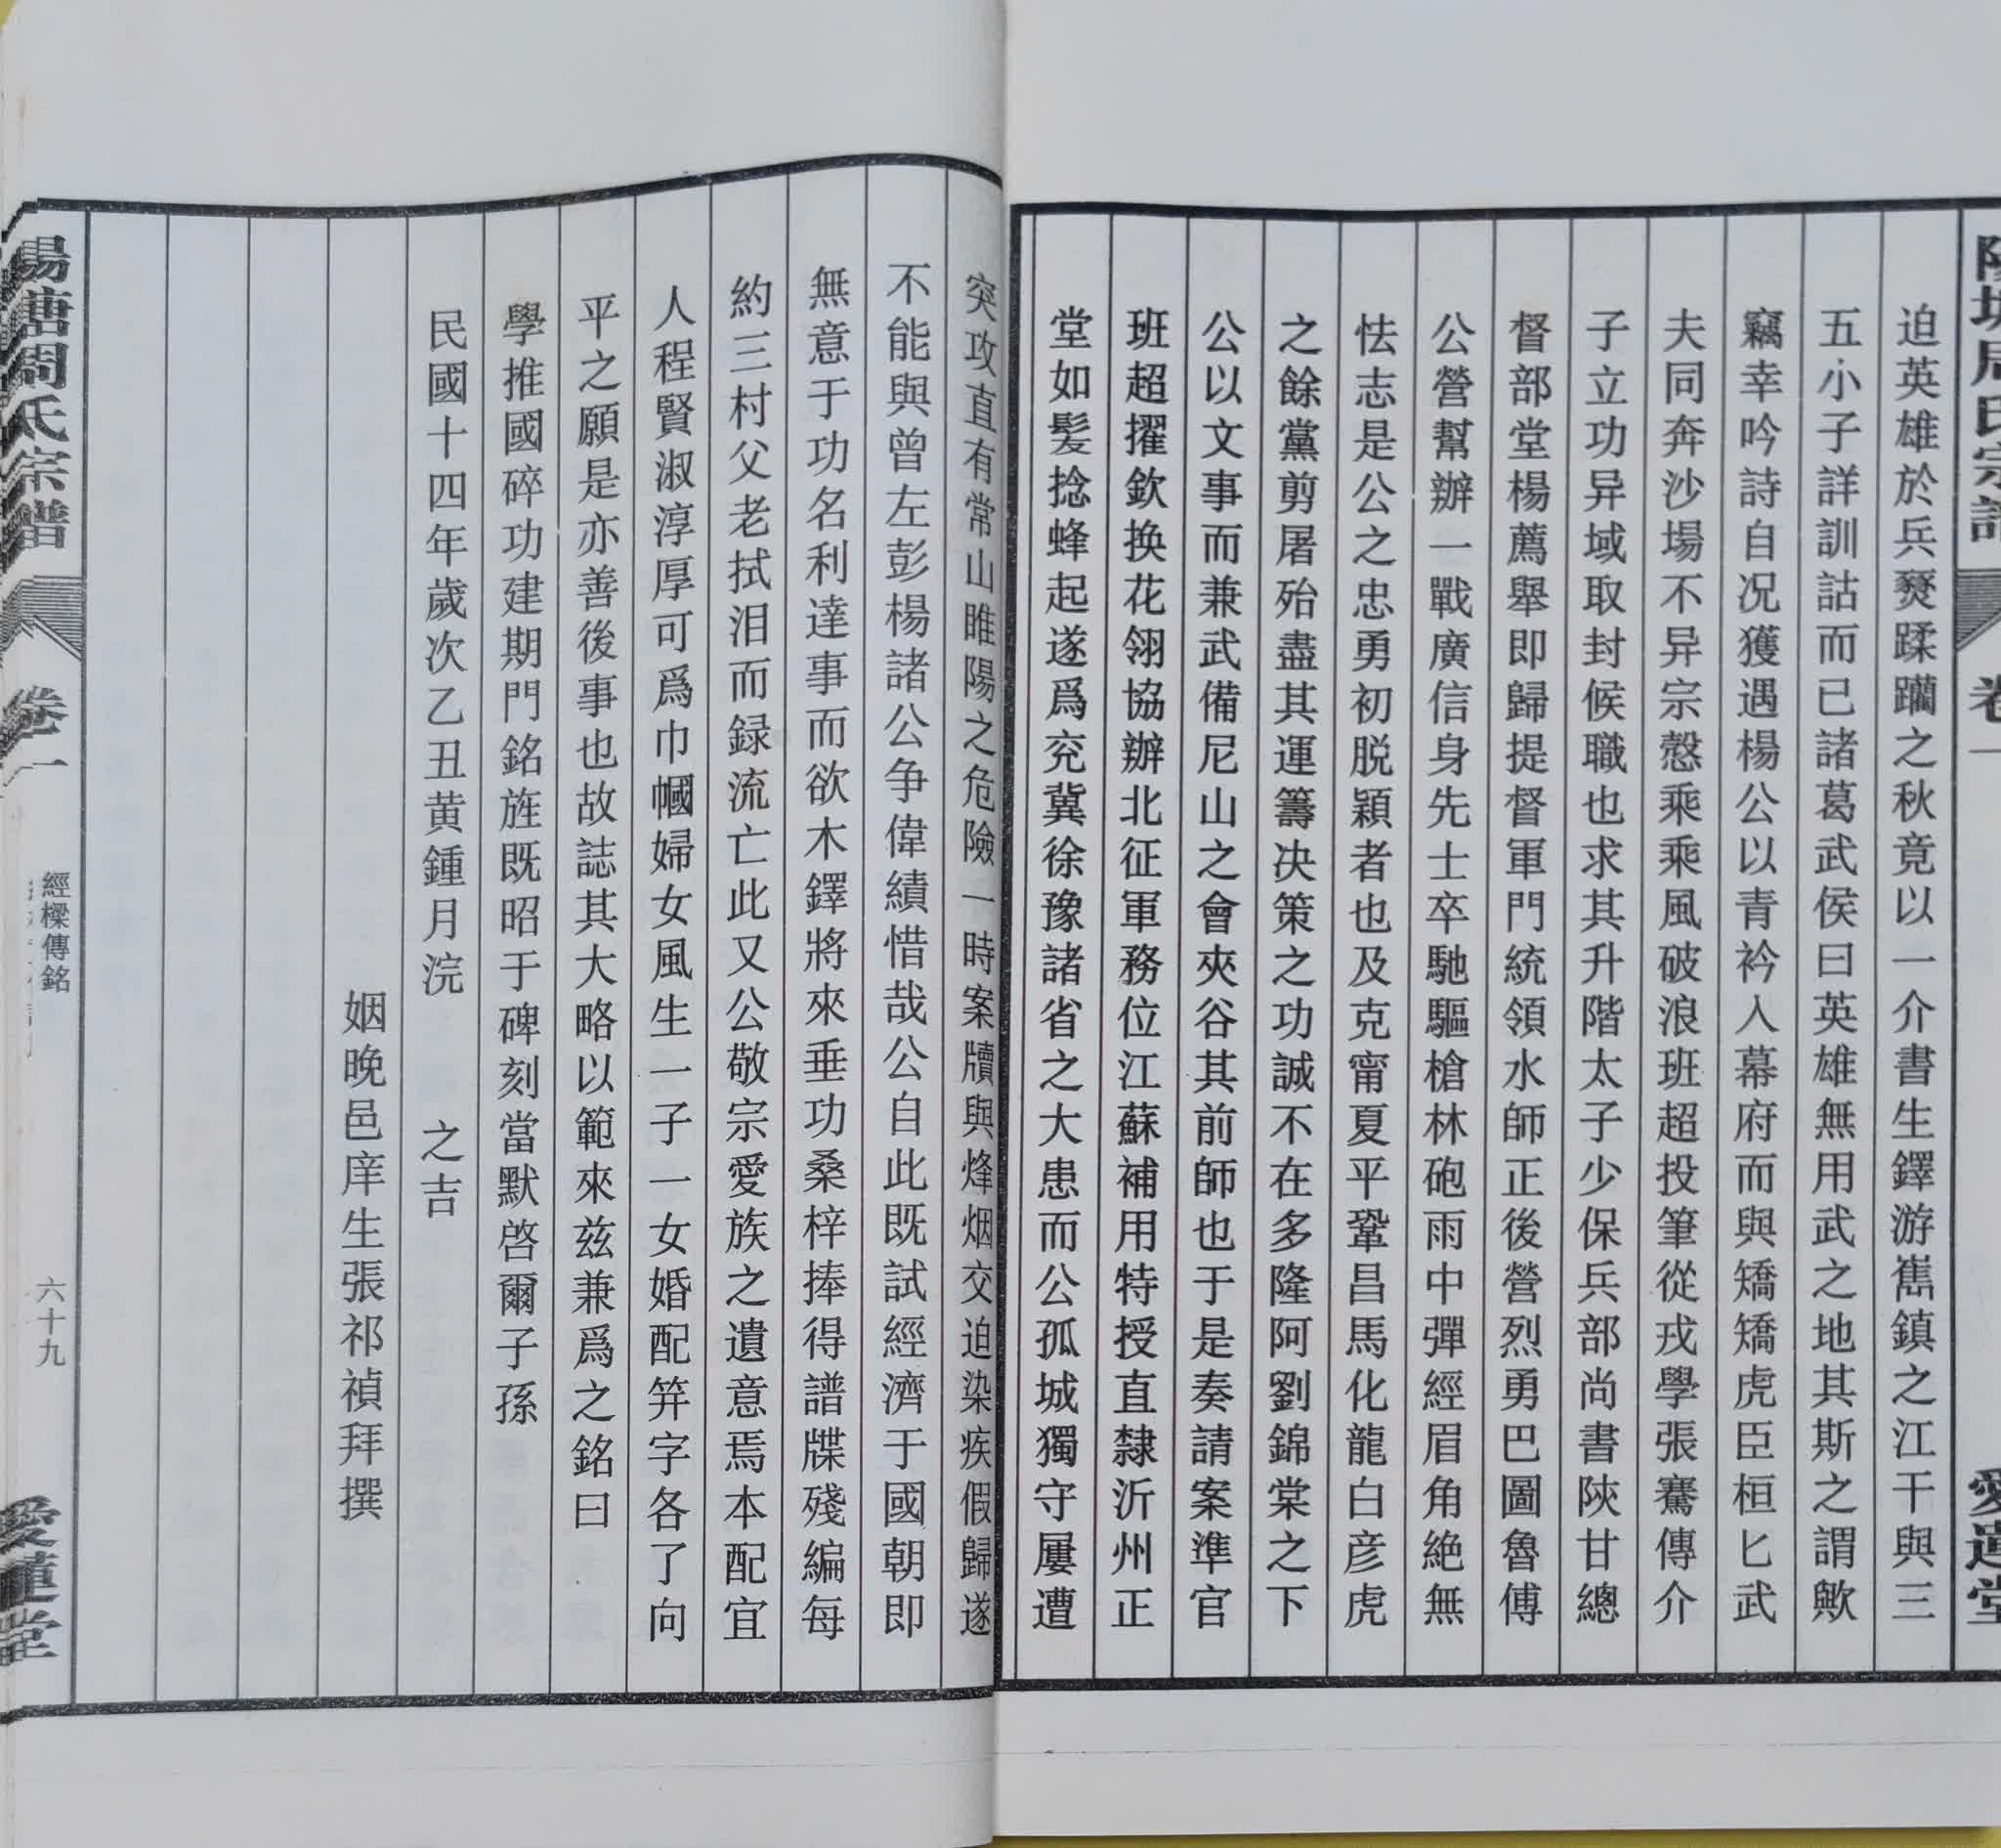 周氏宗譜
卷一
堂
迫英雄於兵燹蹂躪之秋竟以一介書生鐸游嶲鎮之江干與三
五小子詳訓詁而已諸葛武侯曰英雄無用武之地其斯之謂歟
竊幸吟詩自况獲遇楊公以青衿入幕府而與矯矯虎臣桓匕武
夫同奔沙場不异宗愨乘乘風破浪班超投筆從戎學張騫傳介
子立功异域取封候職也求其升階太子少保兵部尚書陝甘總
督部堂楊薦舉即歸提督軍門統領水師正後營烈勇巴圖魯傅
公營幫辦一戰廣信身先士卒馳驅槍林砲雨中彈經眉角絶無
怯志是公之忠勇初脱穎者也及克甯夏平鞏昌馬化龍白彦虎
之餘黨剪屠殆盡其運籌决策之功誠不在多隆阿劉錦棠之下
公以文事而兼武備尼山之會夾谷其前師也于是奏請案準官
班超擢欽换花翎協辦北征軍務位江蘇補用特授直隸沂州正
堂如髪捻蜂起遂爲兖冀徐豫諸省之大患而公孤城獨守屢遭
突攻直有常山睢陽之危險一時案牘與烽烟交迫染疾假歸遂
不能與曾左彭楊諸公争偉績惜哉公自此既試經濟于國朝即
無意于功名利達事而欲木鐸將來垂功桑梓捧得譜牒殘編每
約三村父老拭泪而録流亡此又公敬宗愛族之遺意焉本配宜
人程賢淑淳厚可爲巾幗婦女風生一子一女婚配笄字各了向
平之願是亦善後事也故誌其大略以範來兹兼爲之銘曰
學推國碎功建期門銘旌既昭于碑刻當默啓爾子孫
民國十四年歲次乙丑黄鍾月浣　之吉
姻晚邑庠生張祁禎拜撰
唐周氏宗譜
卷一
經樑傳銘
六十九
愛蓮堂